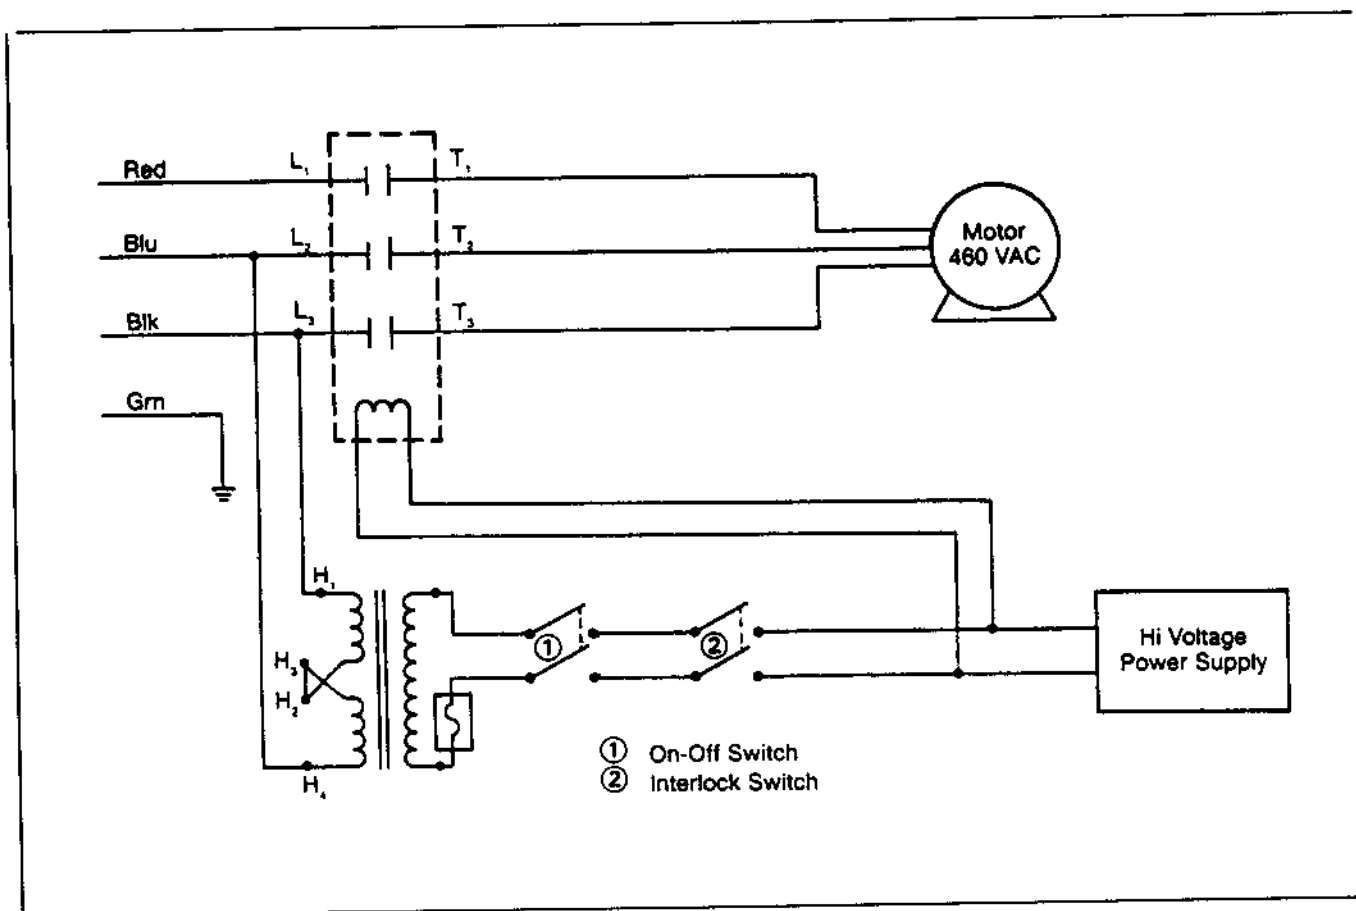 Red
L₁
T₁
Blu
L₂
T₂
Motor
460 VAC
Blk
L₃
T₃
Grn
H₁
H₃
H₂
H₄
①
②
Hi Voltage
Power Supply
① On-Off Switch
② Interlock Switch